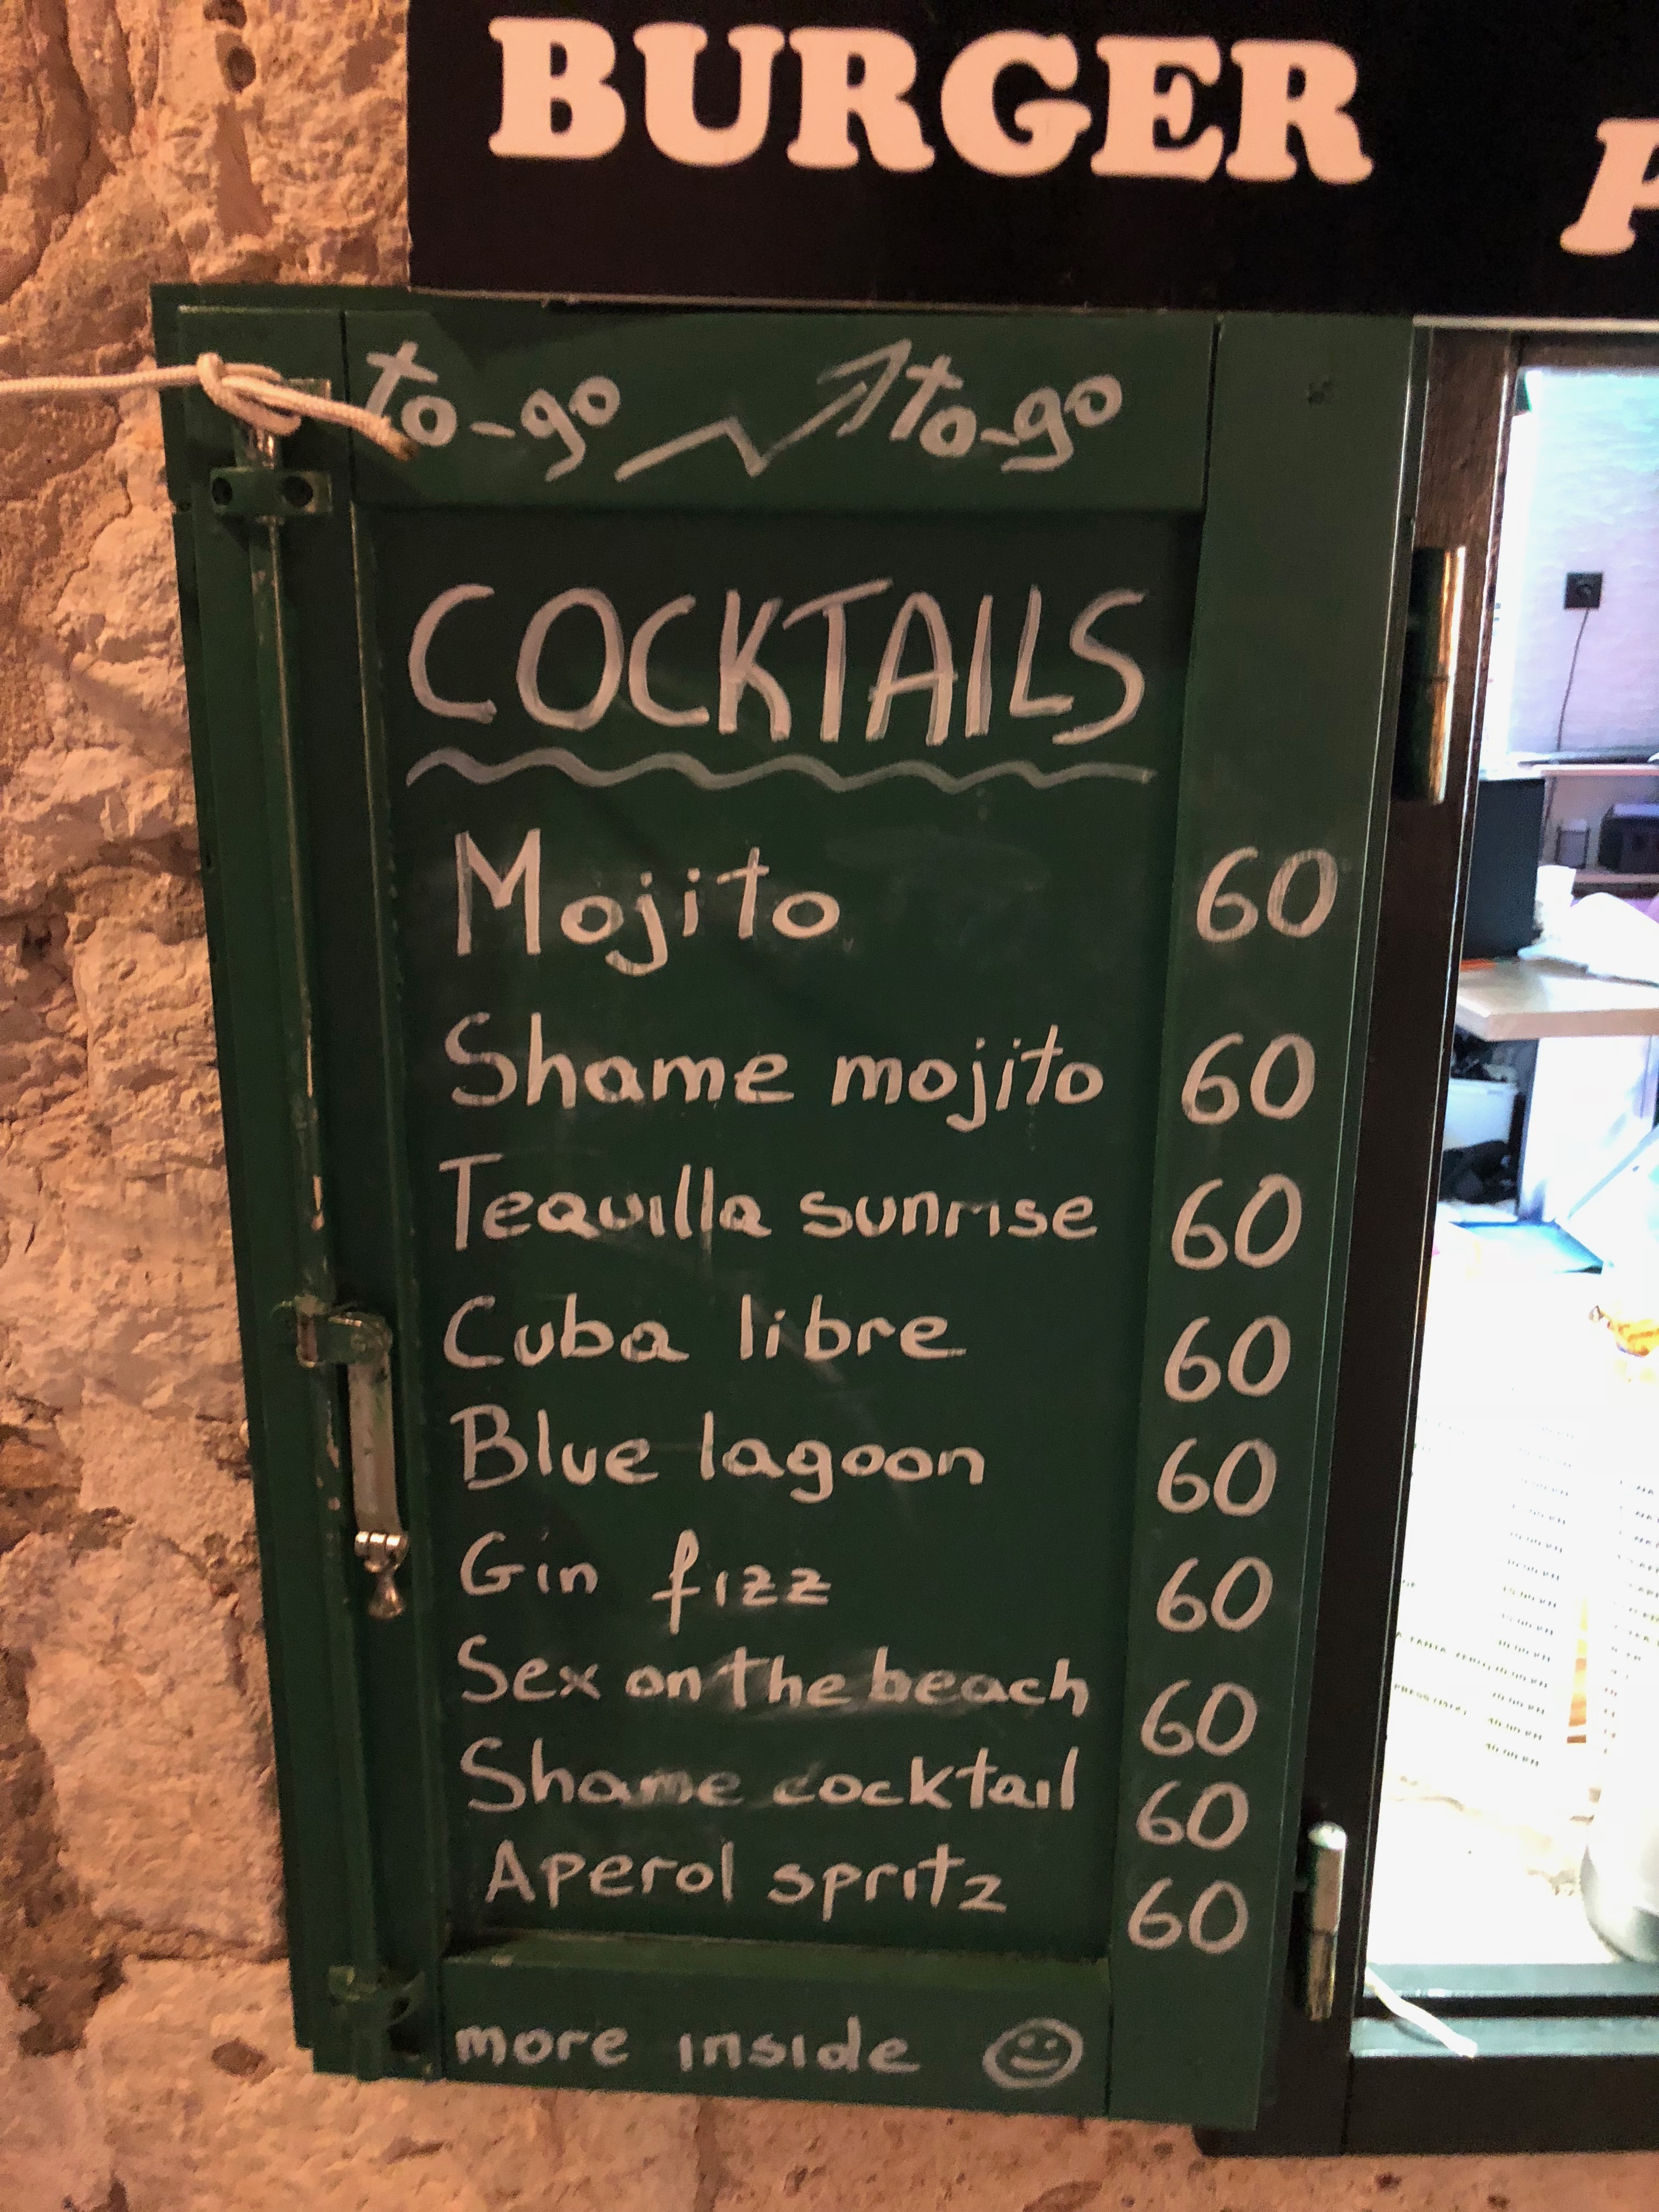 BURGER
to-go to-go
COCKTAILS
Mojito 60
Shame mojito 60
Tequilla sunrise 60
Cuba libre 60
Blue lagoon 60
Gin fizz 60
Sex on the beach 60
Shame cocktail 60
Aperol spritz 60
more inside